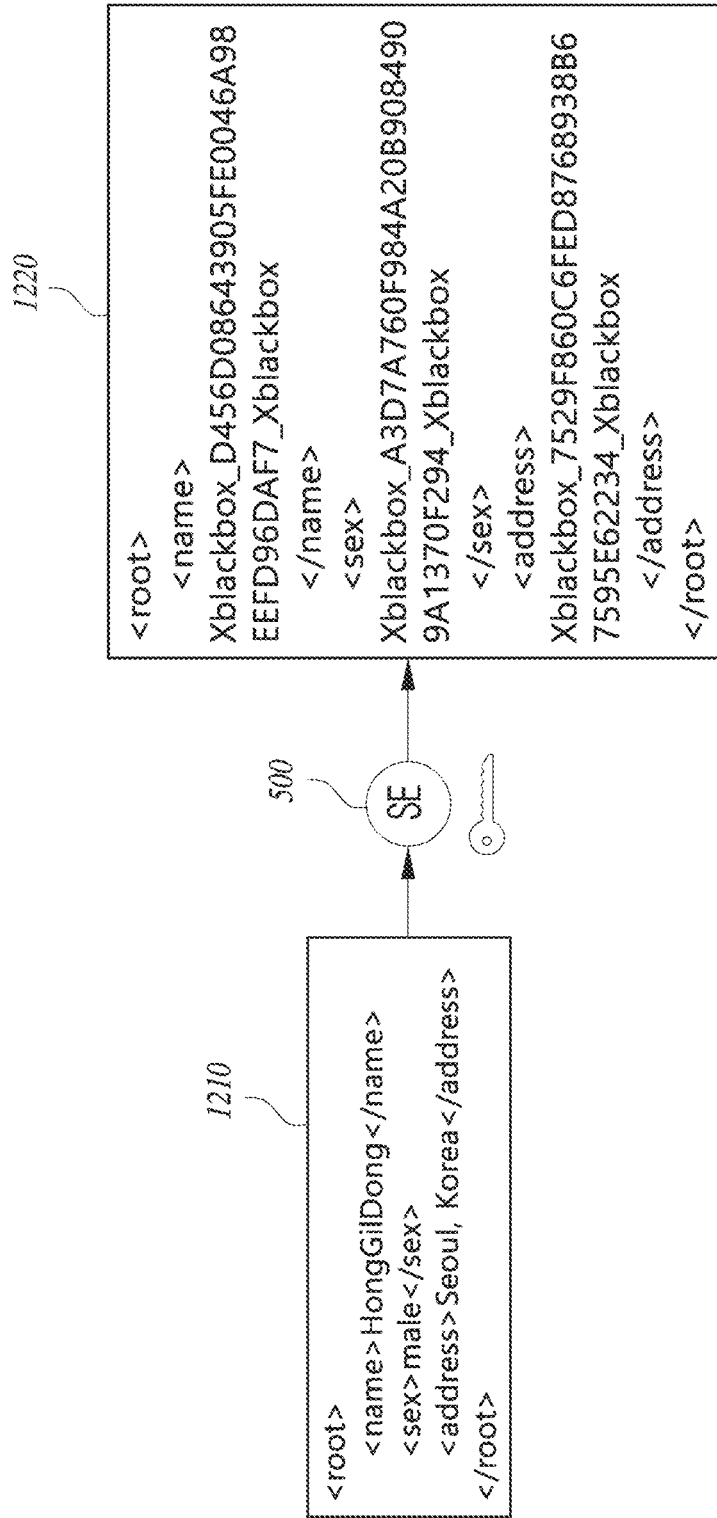 1210
<root>
<name>HongGilDong</name>
<sex>male</sex>
<address>Seoul, Korea</address>
</root>
500
SE
1220
<root>
<name>
Xblackbox_D456D08643905FE0046A98
EEFD96DAF7_Xblackbox
</name>
<sex>
Xblackbox_A3D7A760F984A20B908490
9A1370F294_Xblackbox
</sex>
<address>
Xblackbox_7529F860C6FED8768938B6
7595E62234_Xblackbox
</address>
</root>